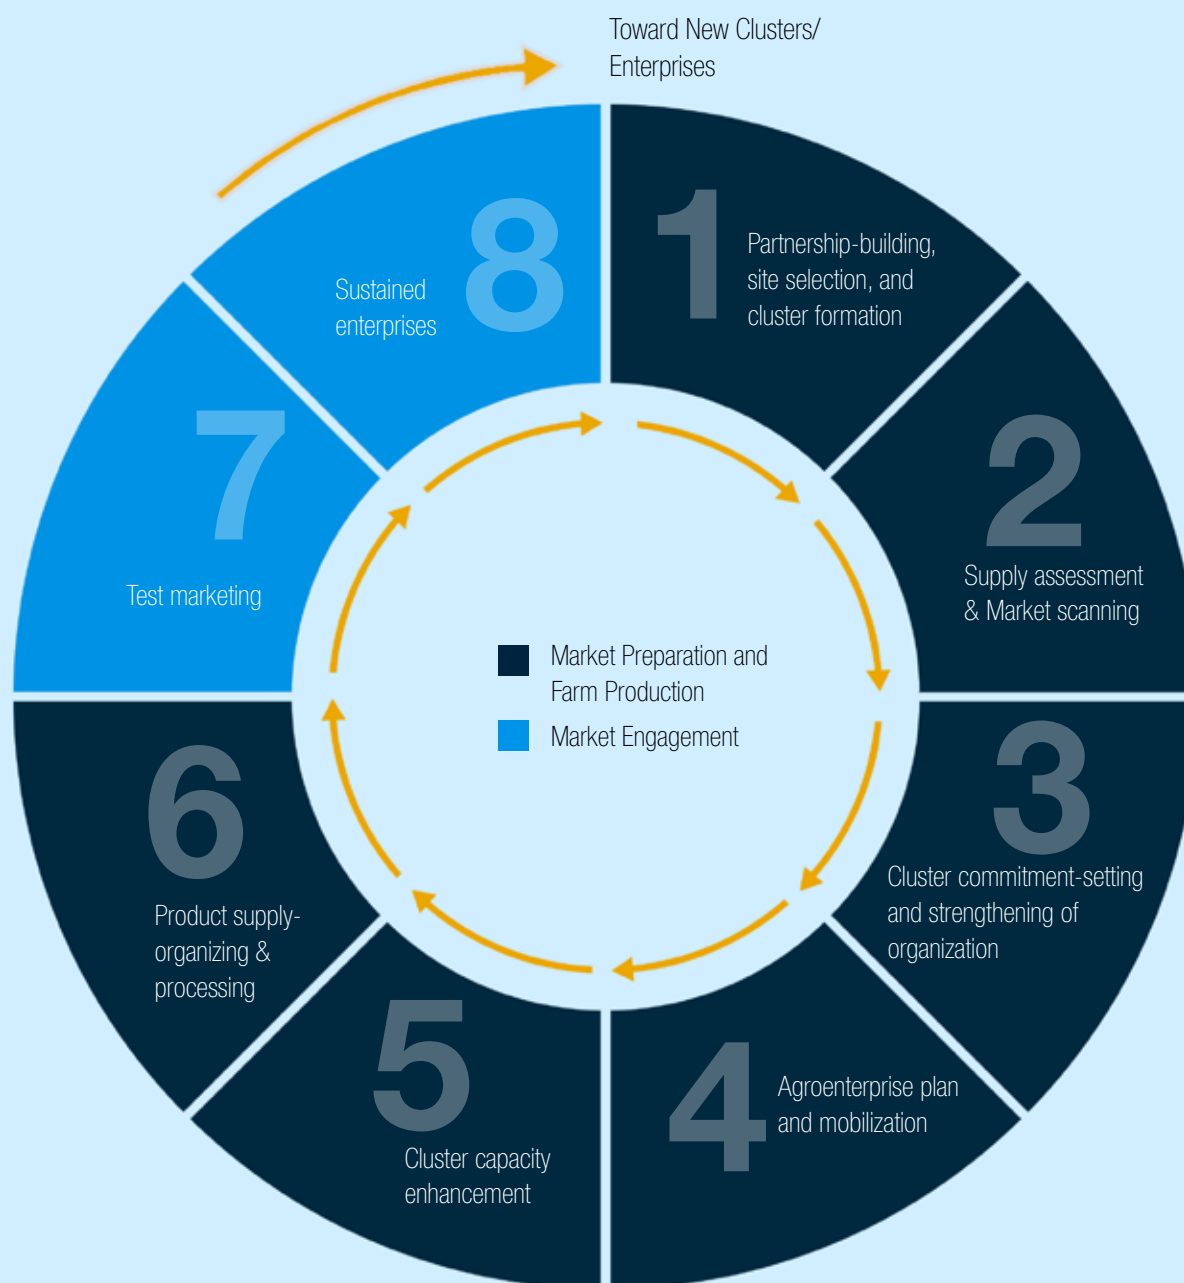 Toward New Clusters/
Enterprises
1
Partnership-building,
site selection, and
cluster formation
2
Supply assessment
& Market scanning
3
Cluster commitment-setting
and strengthening of
organization
4
Agroenterprise plan
and mobilization
5
Cluster capacity
enhancement
6
Product supply-
organizing &
processing
7
Test marketing
8
Sustained
enterprises
Market Preparation and
Farm Production
Market Engagement